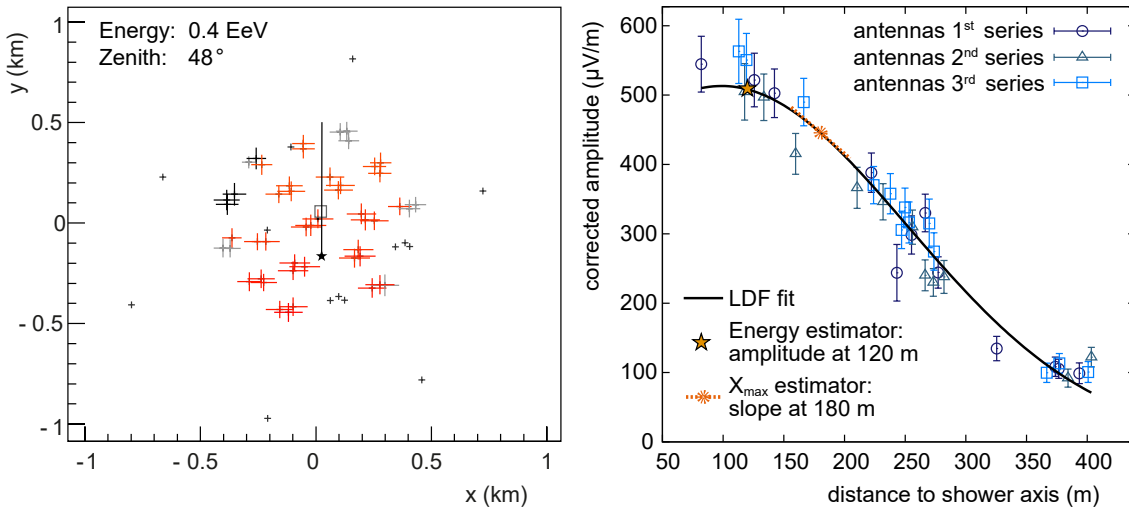 Energy: 0.4 EeV
Zenith: 48°
y (km)
1
0.5
0
- 0.5
- 1
-1
- 0.5
0
0.5
1
x (km)
corrected amplitude (μV/m)
600
500
400
300
200
100
0
50
100
150
200
250
300
350
400
distance to shower axis (m)
antennas 1st series
antennas 2nd series
antennas 3rd series
LDF fit
Energy estimator:
amplitude at 120 m
Xmax estimator:
slope at 180 m